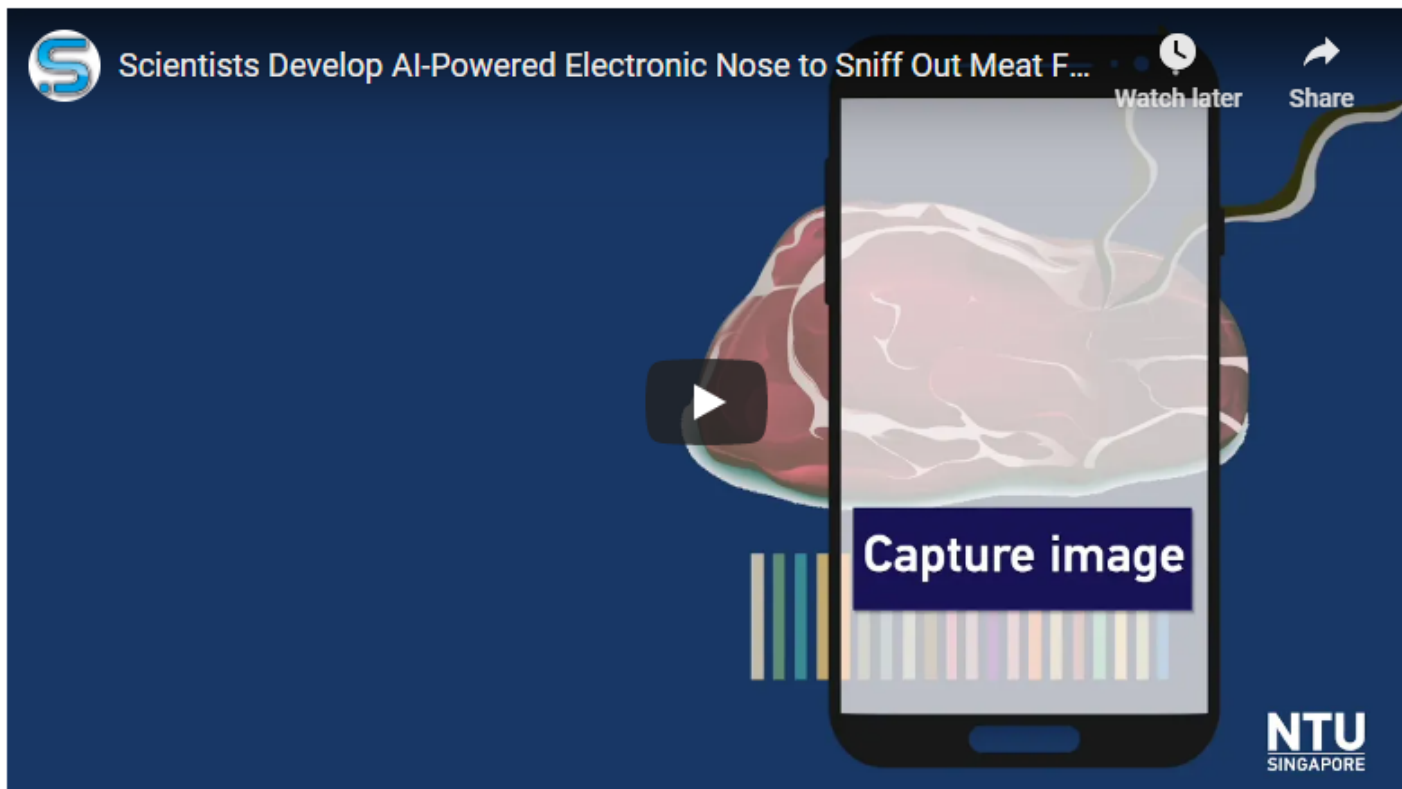 Scientists Develop AI-Powered Electronic Nose to Sniff Out Meat F...
Watch later
Share
Capture image
NTU
SINGAPORE